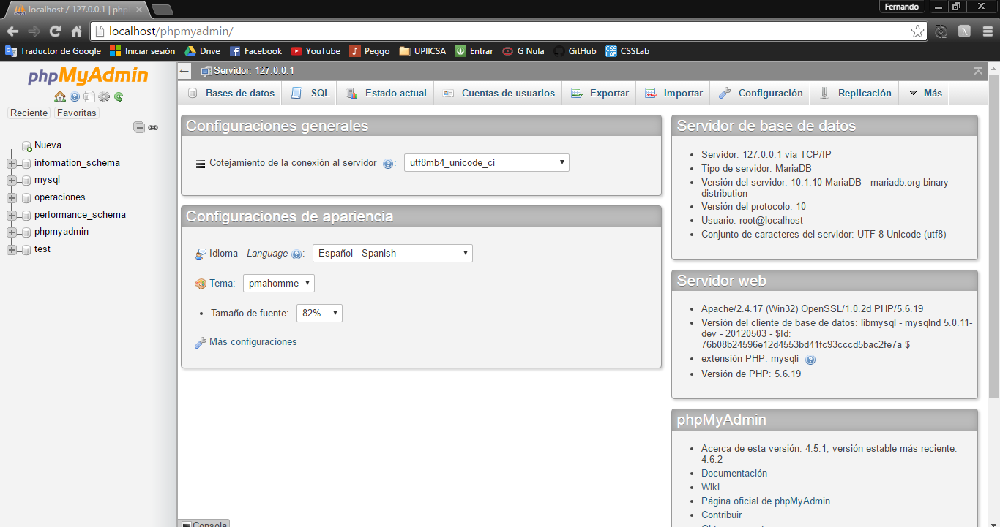 localhost / 127.0.0.1 | php
Fernando
localhost/phpmyadmin/
Traductor de Google
Iniciar sesión
Drive
Facebook
YouTube
Peggo
UPIICSA
Entrar
G Nula
GitHub
CSSLab
phpMyAdmin
Reciente
Favoritas
Nueva
information_schema
mysql
operaciones
performance_schema
phpmyadmin
test
Servidor: 127.0.0.1
Bases de datos
SQL
Estado actual
Cuentas de usuarios
Exportar
Importar
Configuración
Replicación
Más
Configuraciones generales
Cotejamiento de la conexión al servidor : utf8mb4_unicode_ci
Configuraciones de apariencia
Idioma - Language : Español - Spanish
Tema: pmahomme
• Tamaño de fuente: 82%
Más configuraciones
Servidor de base de datos
• Servidor: 127.0.0.1 via TCP/IP
• Tipo de servidor: MariaDB
• Versión del servidor: 10.1.10-MariaDB - mariadb.org binary
distribution
• Versión del protocolo: 10
• Usuario: root@localhost
• Conjunto de caracteres del servidor: UTF-8 Unicode (utf8)
Servidor web
• Apache/2.4.17 (Win32) OpenSSL/1.0.2d PHP/5.6.19
• Versión del cliente de base de datos: libmysql - mysqlnd 5.0.11-
dev - 20120503 - $Id:
76b08b24596e12d4553bd41fc93cccd5bac2fe7a $
• extensión PHP: mysqli
• Versión de PHP: 5.6.19
phpMyAdmin
• Acerca de esta versión: 4.5.1, versión estable más reciente:
4.6.2
• Documentación
• Wiki
• Página oficial de phpMyAdmin
• Contribuir
Consola